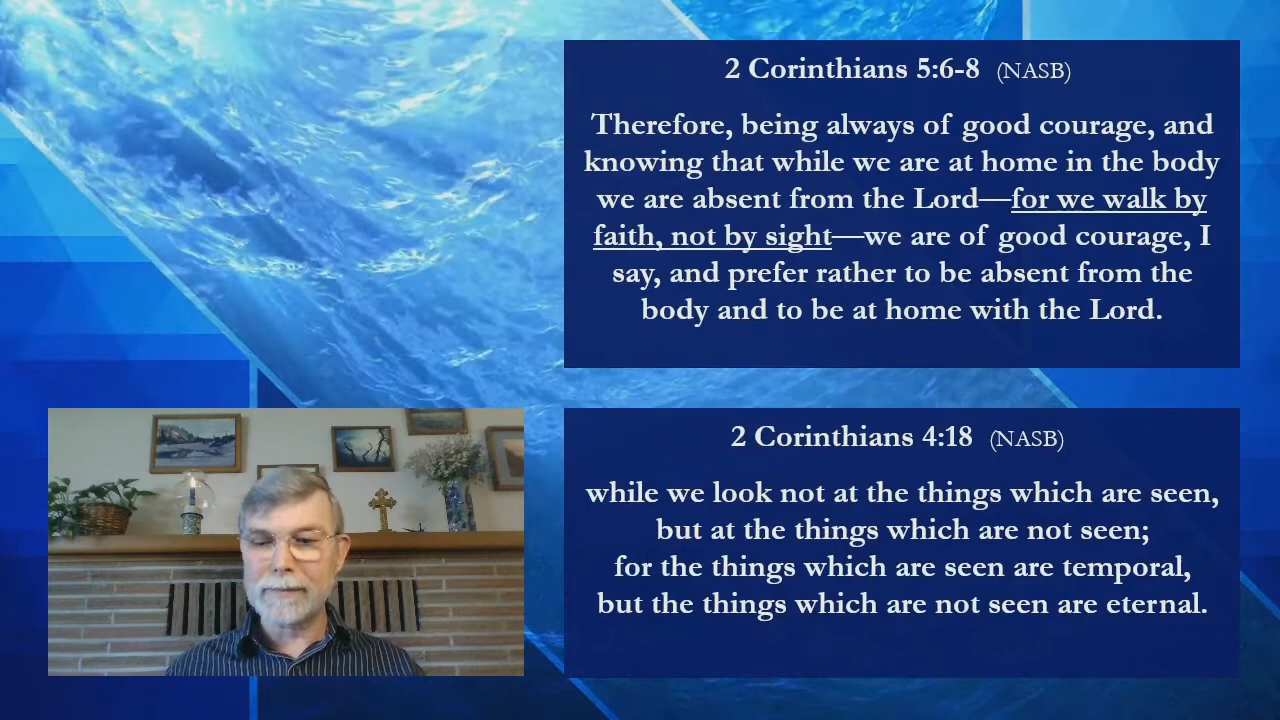 2 Corinthians 5:6-8 (NASB)
Therefore, being always of good courage, and
knowing that while we are at home in the body
we are absent from the Lord—for we walk by
faith, not by sight—we are of good courage, I
say, and prefer rather to be absent from the
body and to be at home with the Lord.
2 Corinthians 4:18 (NASB)
while we look not at the things which are seen,
but at the things which are not seen;
for the things which are seen are temporal,
but the things which are not seen are eternal.